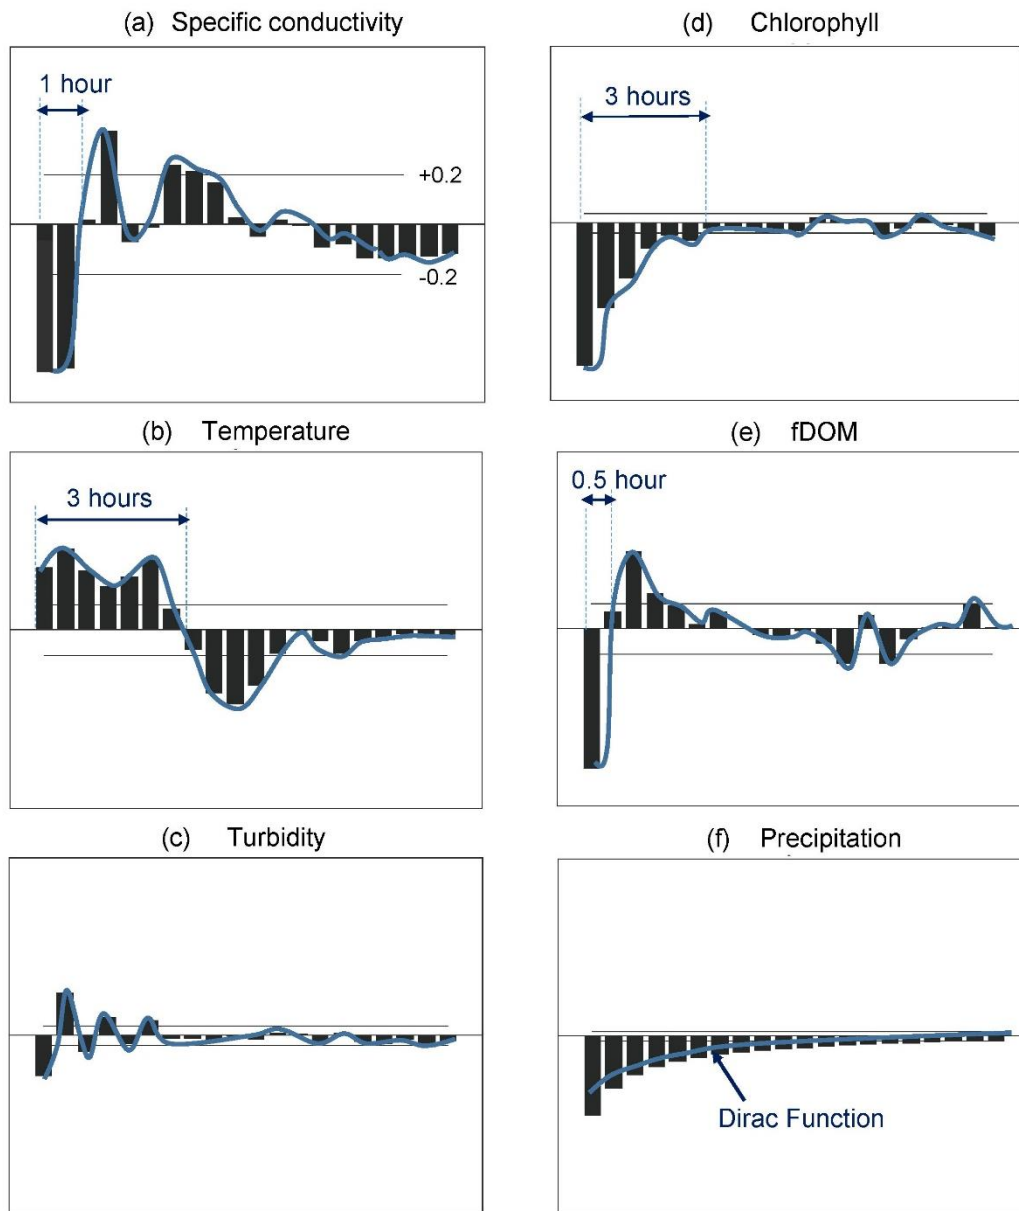 (a) Specific conductivity
1 hour
+0.2
-0.2
(b) Temperature
3 hours
(c) Turbidity
(d) Chlorophyll
3 hours
(e) fDOM
0.5 hour
(f) Precipitation
Dirac Function